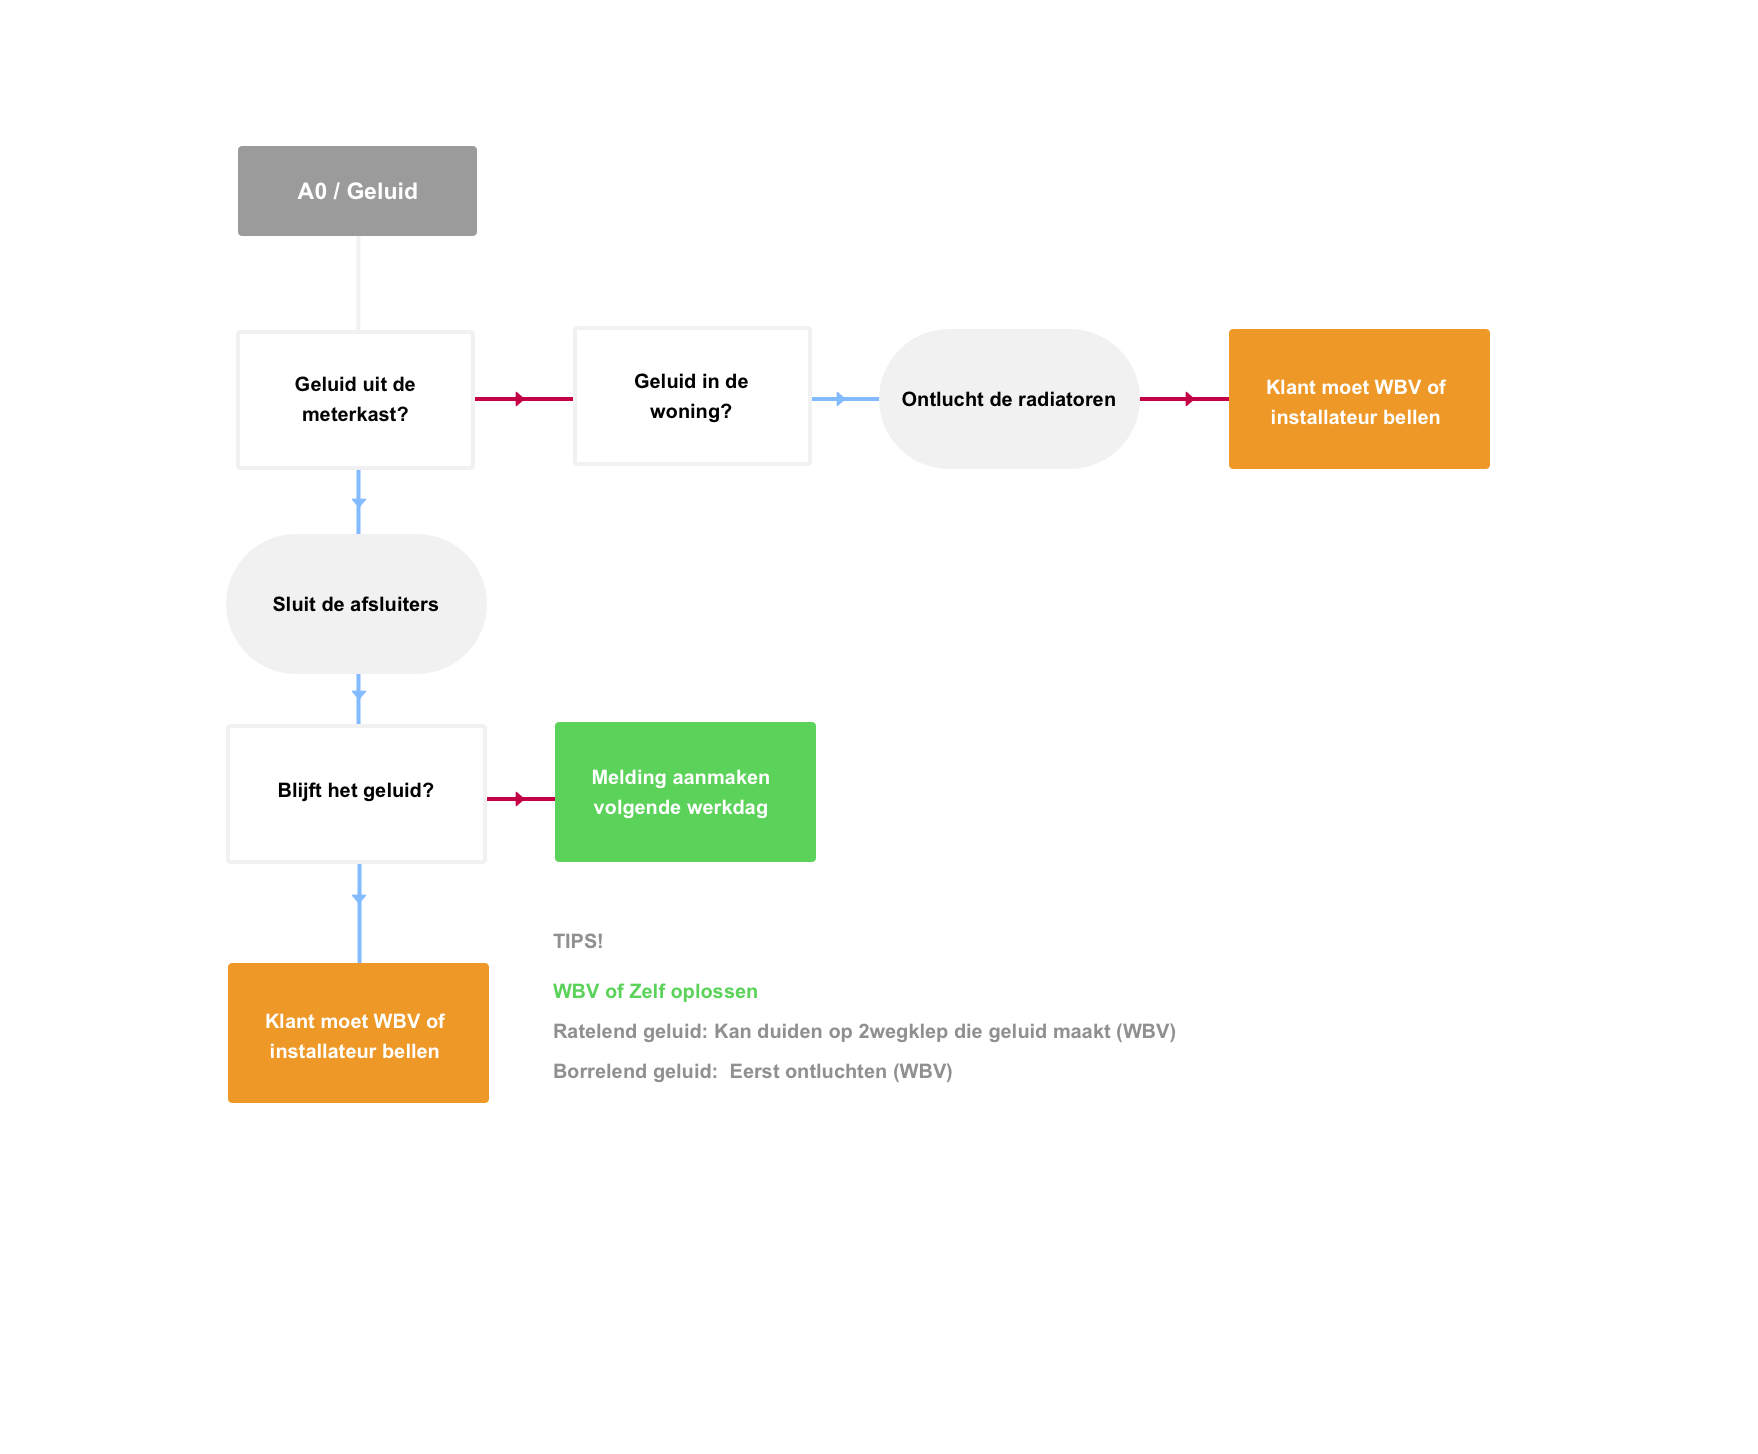 A0 / Geluid
Geluid uit de
meterkast?
Geluid in de
woning?
Ontlucht de radiatoren
Klant moet WBV of
installateur bellen
Sluit de afsluiters
Blijft het geluid?
Melding aanmaken
volgende werkdag
Klant moet WBV of
installateur bellen
TIPS!
WBV of Zelf oplossen
Ratelend geluid: Kan duiden op 2wegklep die geluid maakt (WBV)
Borrelend geluid:  Eerst ontluchten (WBV)